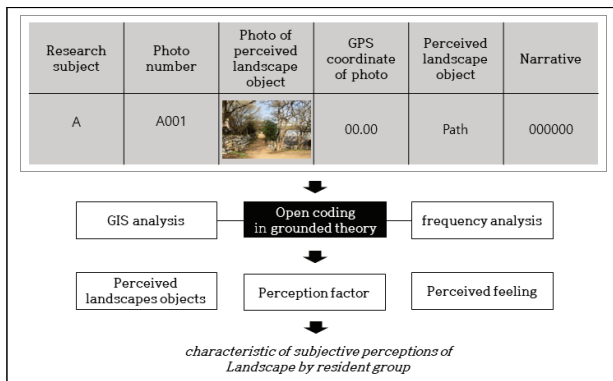 Research subject
Photo number
Photo of perceived landscape object
GPS coordinate of photo
Perceived landscape object
Narrative
A
A001
00.00
Path
000000
GIS analysis
Open coding
in grounded theory
frequency analysis
Perceived
landscapes objects
Perception factor
Perceived feeling
characteristic of subjective perceptions of
Landscape by resident group